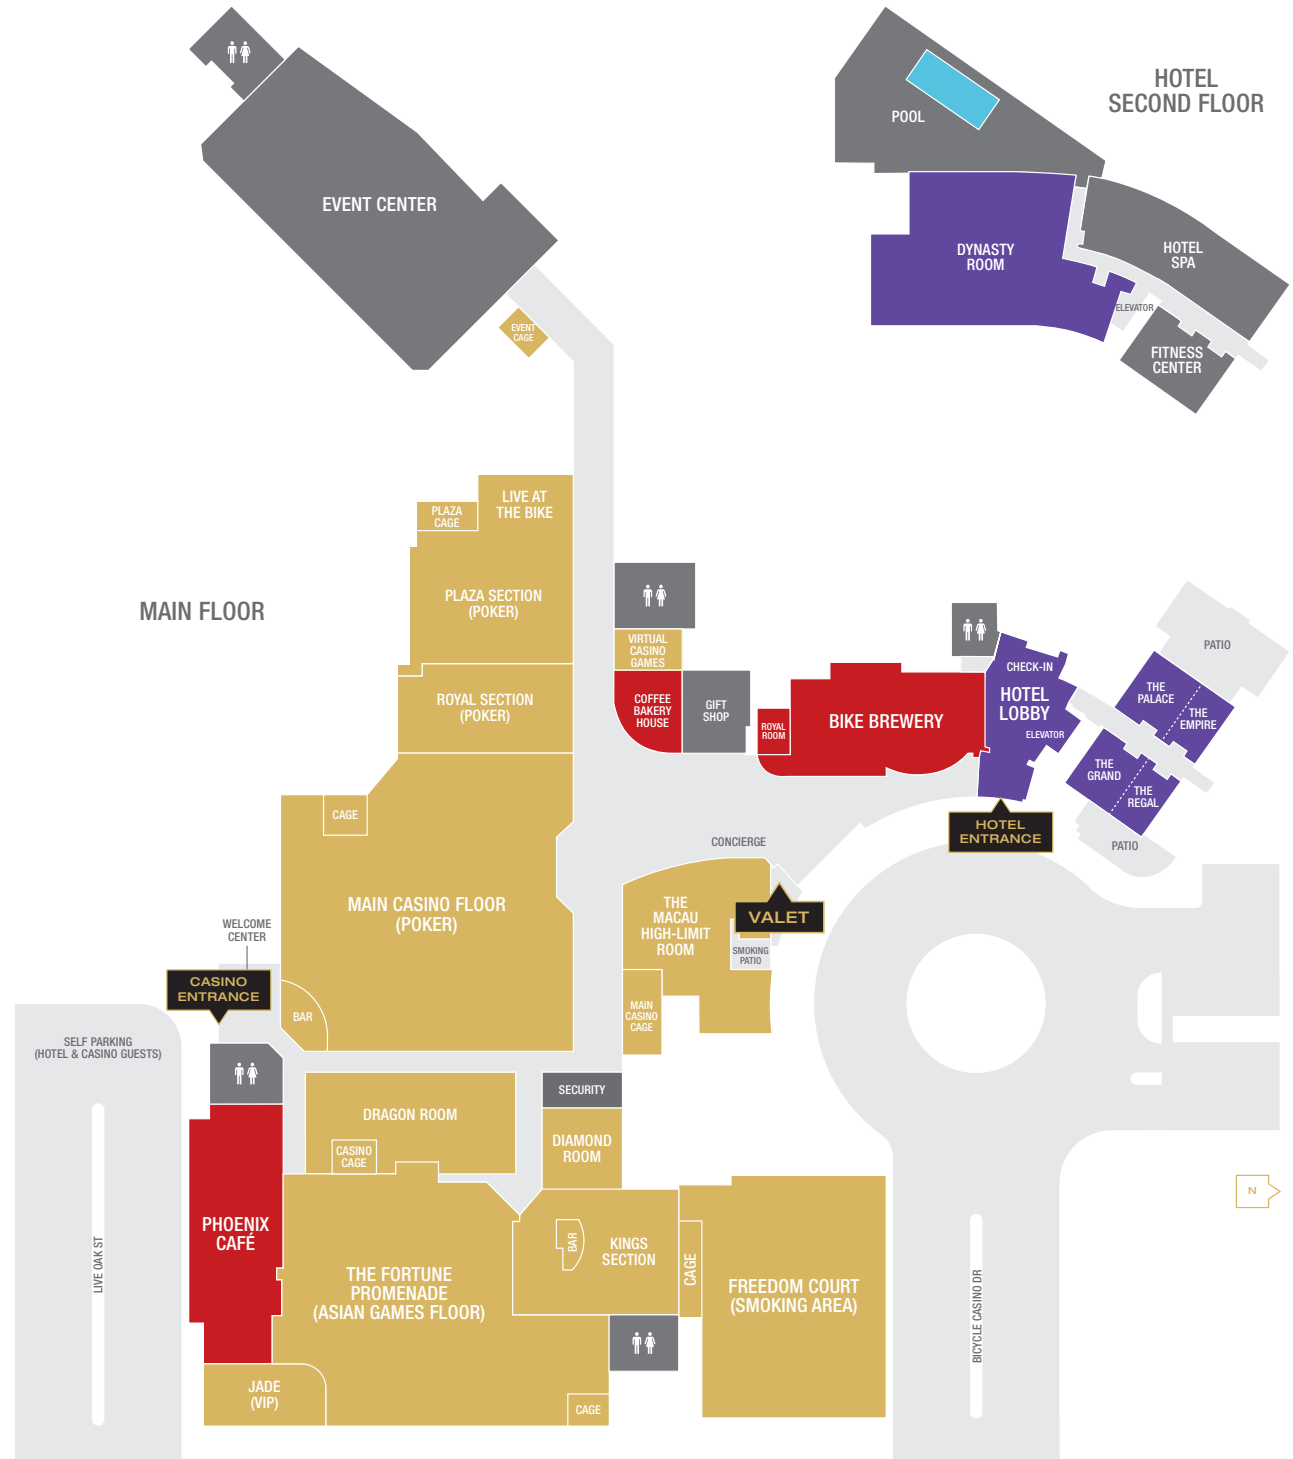 HOTEL
SECOND FLOOR
POOL
DYNASTY
ROOM
HOTEL
SPA
ELEVATOR
FITNESS
CENTER
EVENT CENTER
EVENT
CAGE
MAIN FLOOR
LIVE AT
THE BIKE
PLAZA
CAGE
PLAZA SECTION
(POKER)
ROYAL SECTION
(POKER)
VIRTUAL
CASINO
GAMES
COFFEE
BAKERY
HOUSE
GIFT
SHOP
ROYAL
ROOM
BIKE BREWERY
CHECK-IN
HOTEL
LOBBY
ELEVATOR
PATIO
THE
PALACE
THE
EMPIRE
THE
GRAND
THE
REGAL
PATIO
HOTEL
ENTRANCE
CONCIERGE
CAGE
MAIN CASINO FLOOR
(POKER)
THE
MACAU
HIGH-LIMIT
ROOM
VALET
SMOKING
PATIO
MAIN
CASINO
CAGE
WELCOME
CENTER
CASINO
ENTRANCE
BAR
SELF PARKING
(HOTEL & CASINO GUESTS)
SECURITY
DRAGON ROOM
CASINO
CAGE
DIAMOND
ROOM
PHOENIX
CAFÉ
LIVE OAK ST
THE FORTUNE
PROMENADE
(ASIAN GAMES FLOOR)
BAR
KINGS
SECTION
CAGE
FREEDOM COURT
(SMOKING AREA)
BICYCLE CASINO DR
N
JADE
(VIP)
CAGE